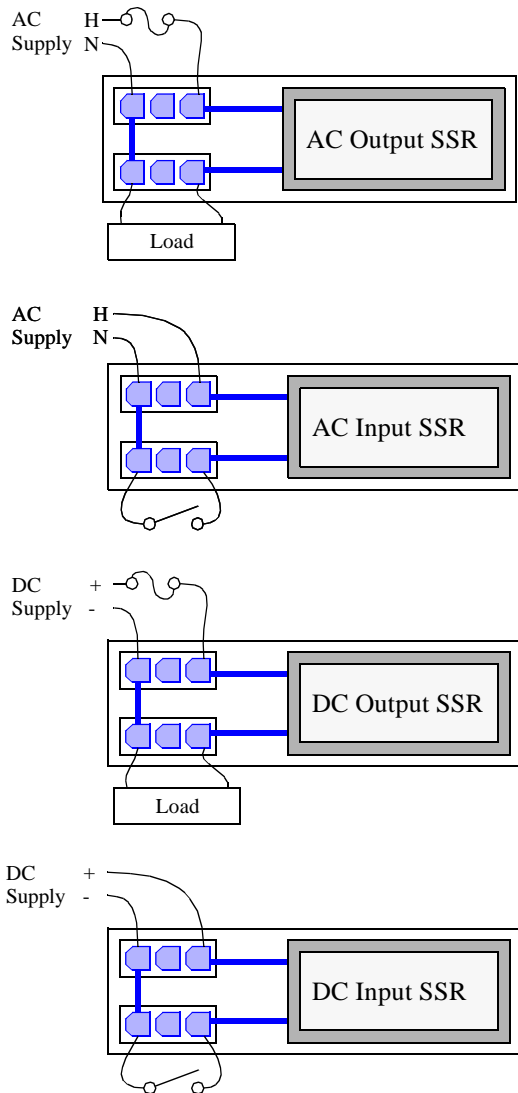 AC H
Supply N
AC Output SSR
Load
AC H
Supply N
AC Input SSR
DC +
Supply -
DC Output SSR
Load
DC +
Supply -
DC Input SSR